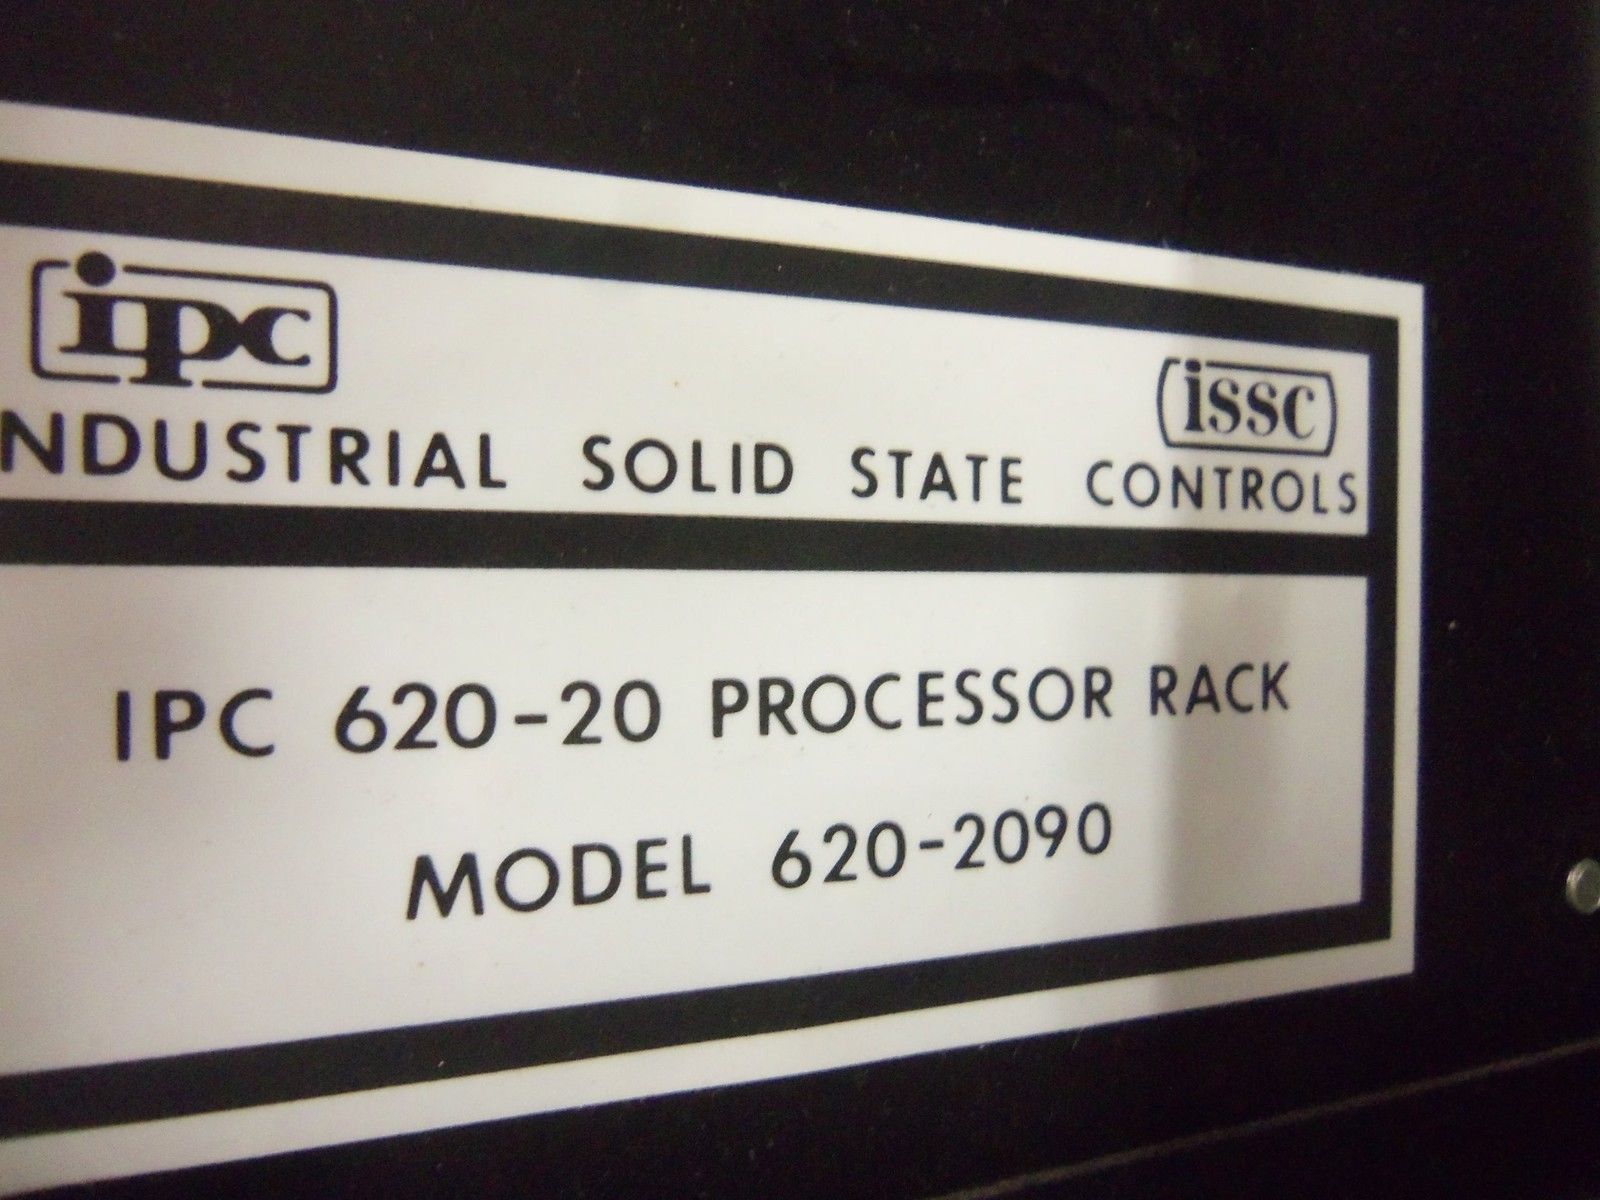 ipc
issc
NDUSTRIAL SOLID STATE CONTROLS
IPC 620-20 PROCESSOR RACK
MODEL 620-2090